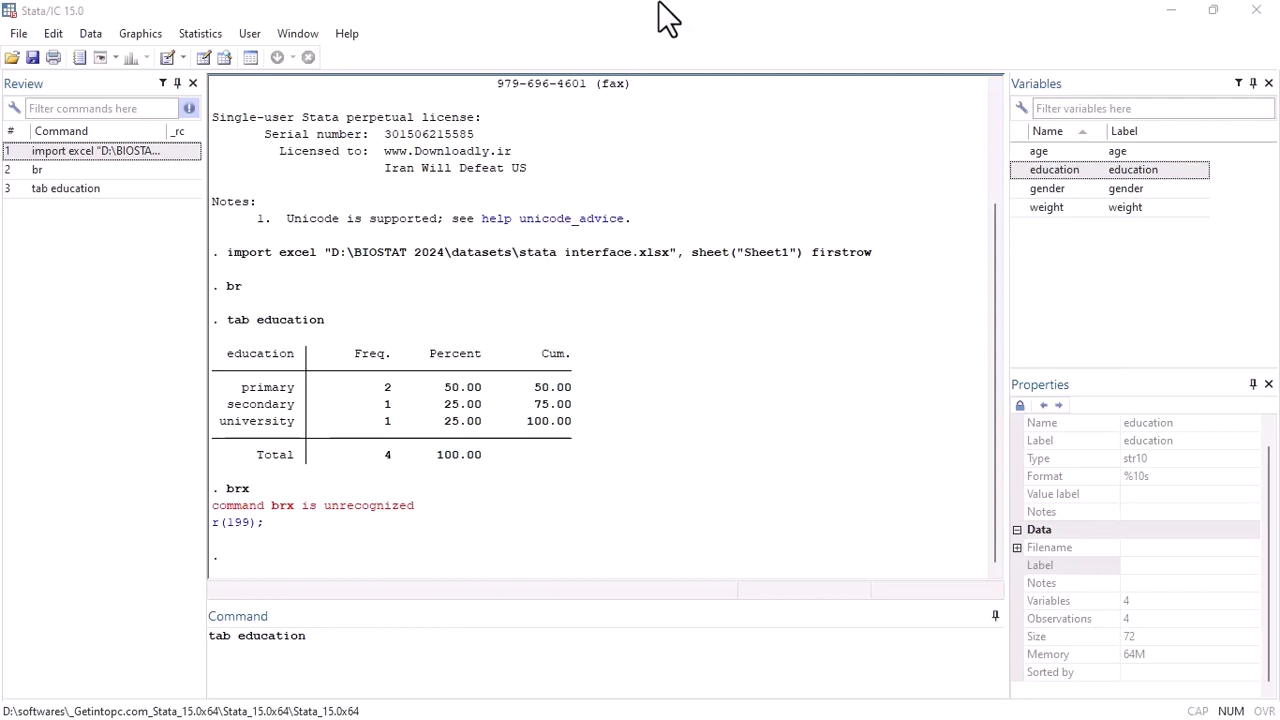 Stata/IC 15.0
File Edit Data Graphics Statistics User Window Help
Review
Filter commands here
# Command _rc
1 import excel "D:\BIOSTA...
2 br
3 tab education
979-696-4601 (fax)
Single-user Stata perpetual license:
Serial number: 301506215585
Licensed to: www.Downloadly.ir
Iran Will Defeat US
Notes:
1. Unicode is supported; see help unicode_advice.
. import excel "D:\BIOSTAT 2024\datasets\stata interface.xlsx", sheet("Sheet1") firstrow
. br
. tab education
education Freq. Percent Cum.
primary 2 50.00 50.00
secondary 1 25.00 75.00
university 1 25.00 100.00
Total 4 100.00
. brx
command brx is unrecognized
r(199);
.
Command
tab education
Variables
Filter variables here
Name Label
age age
education education
gender gender
weight weight
Properties
Name education
Label education
Type str10
Format %10s
Value label
Notes
Data
Filename
Label
Notes
Variables 4
Observations 4
Size 72
Memory 64M
Sorted by
D:\softwares\_Getintopc.com_Stata_15.0x64\Stata_15.0x64\Stata_15.0x64
CAP NUM OVR